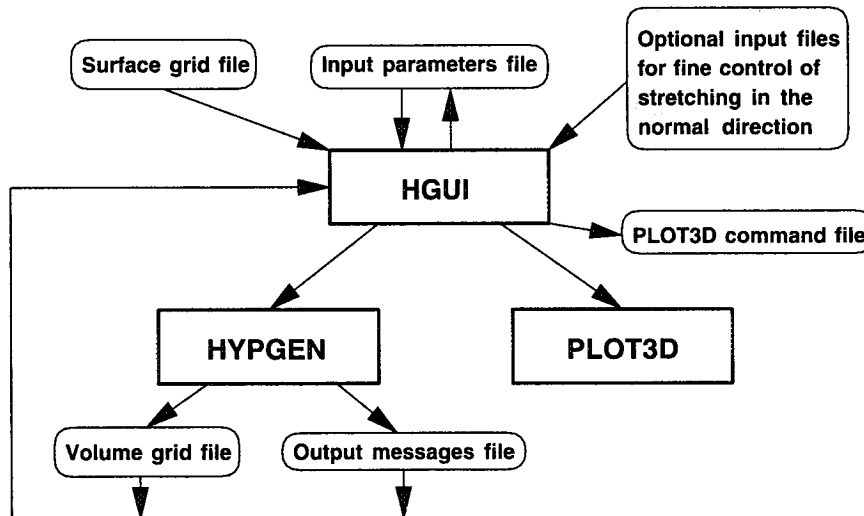 Surface grid file
Input parameters file
Optional input files
for fine control of
stretching in the
normal direction
HGUI
PLOT3D command file
HYPGEN
PLOT3D
Volume grid file
Output messages file